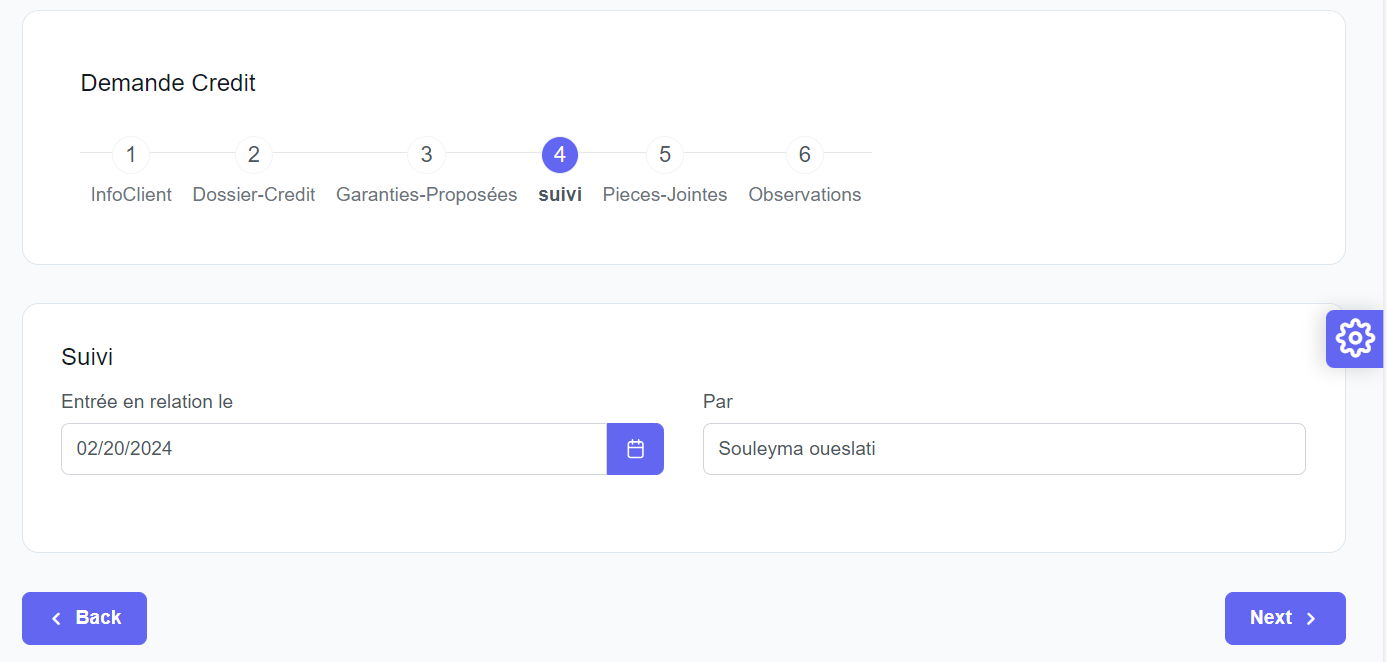 Demande Credit
1 2 3 4 5 6
InfoClient Dossier-Credit Garanties-Proposées suivi Pieces-Jointes Observations
Suivi
Entrée en relation le Par
02/20/2024 Souleyma oueslati
Back Next